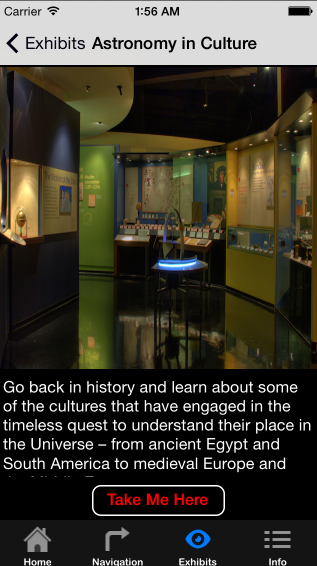 Carrier 1:56 AM
Exhibits Astronomy in Culture
Go back in history and learn about some
of the cultures that have engaged in the
timeless quest to understand their place in
the Universe – from ancient Egypt and
South America to medieval Europe and
Take Me Here
Home Navigation Exhibits Info